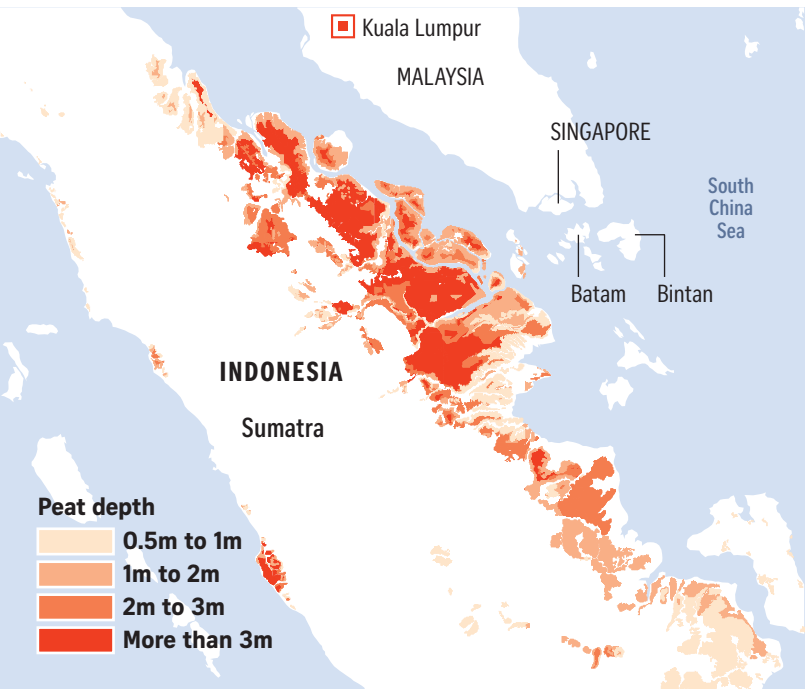 Kuala Lumpur
MALAYSIA
SINGAPORE
South
China
Sea
Batam
Bintan
INDONESIA
Sumatra
Peat depth
0.5m to 1m
1m to 2m
2m to 3m
More than 3m